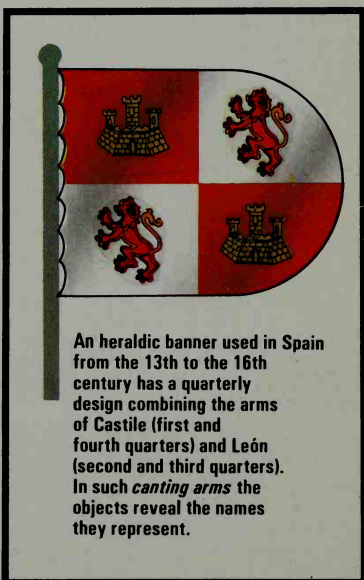 An heraldic banner used in Spain
from the 13th to the 16th
century has a quarterly
design combining the arms
of Castile (first and
fourth quarters) and León
(second and third quarters).
In such canting arms the
objects reveal the names
they represent.